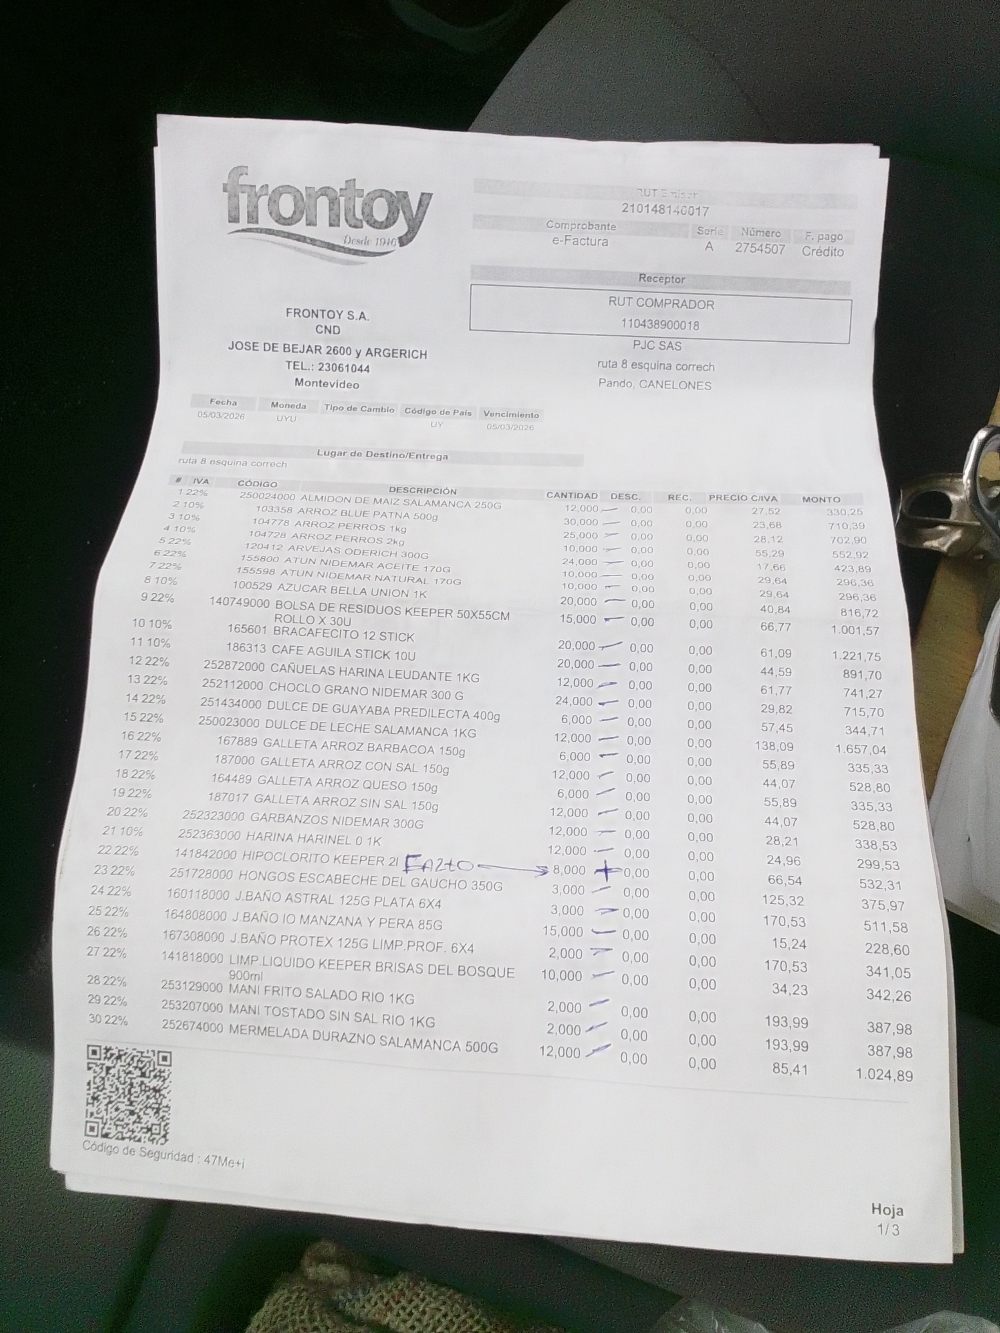 frontoy
Desde 1940
RUT Emisor
210148140017
Comprobante Serie Número F. pago
e-Factura A 2754507 Crédito
Receptor
RUT COMPRADOR
110438900018
PJC SAS
ruta 8 esquina correch
Pando, CANELONES
FRONTOY S.A.
CND
JOSE DE BEJAR 2600 y ARGERICH
TEL.: 23061044
Montevideo
Fecha Moneda Tipo de Cambio Código de País Vencimiento
05/03/2026 UYU UY 05/03/2026
Lugar de Destino/Entrega
ruta 8 esquina correch
# IVA CÓDIGO DESCRIPCIÓN CANTIDAD DESC. REC. PRECIO C/IVA MONTO
1 22% 250024000 ALMIDON DE MAIZ SALAMANCA 250G 12,000 0,00 0,00 27,52 330,25
2 10% 103358 ARROZ BLUE PATNA 500g 30,000 0,00 0,00 23,68 710,39
3 10% 104778 ARROZ PERROS 1kg 25,000 0,00 0,00 28,12 702,90
4 10% 104728 ARROZ PERROS 2kg 10,000 0,00 0,00 55,29 552,92
5 22% 120412 ARVEJAS ODERICH 300G 24,000 0,00 0,00 17,66 423,89
6 22% 155800 ATUN NIDEMAR ACEITE 170G 10,000 0,00 0,00 29,64 296,36
7 22% 155598 ATUN NIDEMAR NATURAL 170G 10,000 0,00 0,00 29,64 296,36
8 10% 100529 AZUCAR BELLA UNION 1K 20,000 0,00 0,00 40,84 816,72
9 22% 140749000 BOLSA DE RESIDUOS KEEPER 50X55CM 15,000 0,00 0,00 66,77 1.001,57
ROLLO X 30U
10 10% 165601 BRACAFECITO 12 STICK 20,000 0,00 0,00 61,09 1.221,75
11 10% 186313 CAFE AGUILA STICK 10U 20,000 0,00 0,00 44,59 891,70
12 22% 252872000 CAÑUELAS HARINA LEUDANTE 1KG 12,000 0,00 0,00 61,77 741,27
13 22% 252112000 CHOCLO GRANO NIDEMAR 300 G 24,000 0,00 0,00 29,82 715,70
14 22% 251434000 DULCE DE GUAYABA PREDILECTA 400g 6,000 0,00 0,00 57,45 344,71
15 22% 250023000 DULCE DE LECHE SALAMANCA 1KG 12,000 0,00 0,00 138,09 1.657,04
16 22% 167889 GALLETA ARROZ BARBACOA 150g 6,000 0,00 0,00 55,89 335,33
17 22% 187000 GALLETA ARROZ CON SAL 150g 12,000 0,00 0,00 44,07 528,80
18 22% 164489 GALLETA ARROZ QUESO 150g 6,000 0,00 0,00 55,89 335,33
19 22% 187017 GALLETA ARROZ SIN SAL 150g 12,000 0,00 0,00 44,07 528,80
20 22% 252323000 GARBANZOS NIDEMAR 300G 12,000 0,00 0,00 28,21 338,53
21 10% 252363000 HARINA HARINEL 0 1K 12,000 0,00 0,00 24,96 299,53
22 22% 141842000 HIPOCLORITO KEEPER 2l 8,000 + 0,00 0,00 66,54 532,31
23 22% 251728000 HONGOS ESCABECHE DEL GAUCHO 350G 3,000 0,00 0,00 125,32 375,97
24 22% 160118000 J.BAÑO ASTRAL 125G PLATA 6X4 3,000 0,00 0,00 170,53 511,58
25 22% 164808000 J.BAÑO IO MANZANA Y PERA 85G 15,000 0,00 0,00 15,24 228,60
26 22% 167308000 J.BAÑO PROTEX 125G LIMP.PROF. 6X4 2,000 0,00 0,00 170,53 341,05
27 22% 141818000 LIMP.LIQUIDO KEEPER BRISAS DEL BOSQUE 10,000 0,00 0,00 34,23 342,26
900ml
28 22% 253129000 MANI FRITO SALADO RIO 1KG 2,000 0,00 0,00 193,99 387,98
29 22% 253207000 MANI TOSTADO SIN SAL RIO 1KG 2,000 0,00 0,00 193,99 387,98
30 22% 252674000 MERMELADA DURAZNO SALAMANCA 500G 12,000 0,00 0,00 85,41 1.024,89
Código de Seguridad : 47Me+i
Hoja
1/3